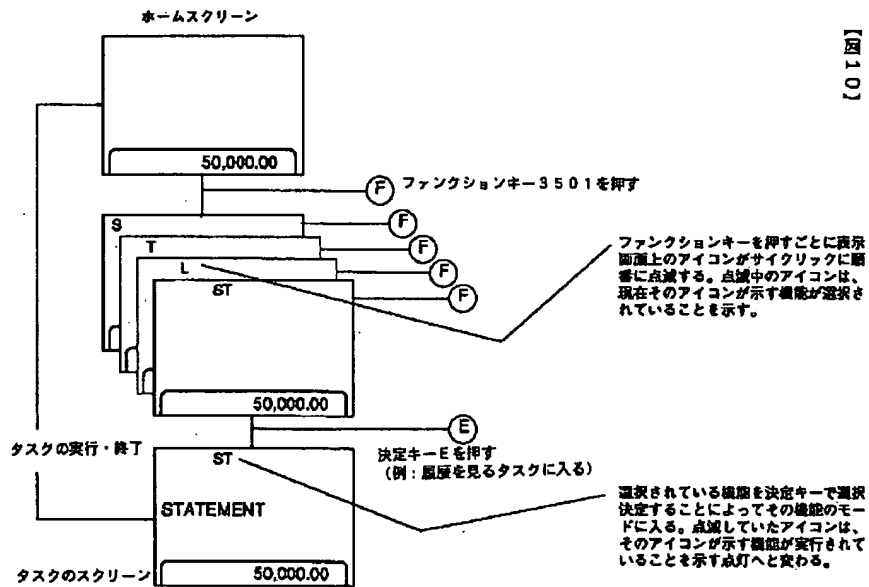 【図10】
ホームスクリーン
50,000.00
F
ファンクションキー3501を押す
S
F
T
F
L
F
ST
F
ファンクションキーを押すごとに表示
画面上のアイコンがサイクリックに順
番に点滅する。点滅中のアイコンは、
現在そのアイコンが示す機能が選択さ
れていることを示す。
50,000.00
E
決定キーEを押す
(例:履歴を見るタスクに入る)
タスクの実行・終了
ST
STATEMENT
選択されている機能を決定キーで選択
決定することによってその機能のモー
ドに入る。点滅していたアイコンは、
そのアイコンが示す機能が実行されて
いることを示す点灯へと変わる。
タスクのスクリーン
50,000.00